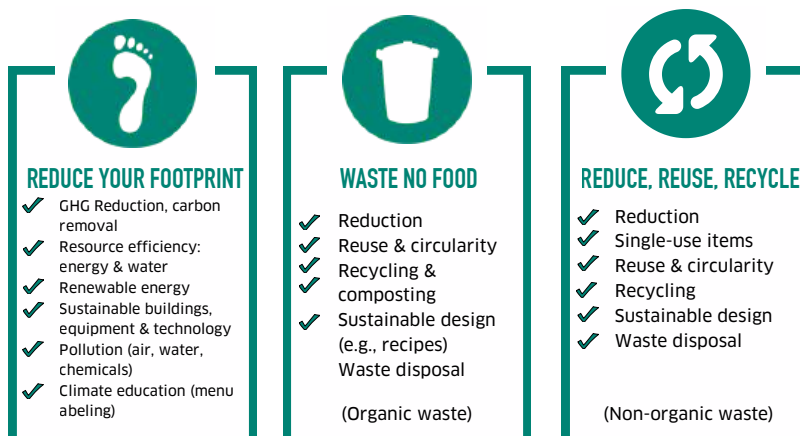 REDUCE YOUR FOOTPRINT
GHG Reduction, carbon
removal
Resource efficiency:
energy & water
Renewable energy
Sustainable buildings,
equipment & technology
Pollution (air, water,
chemicals)
Climate education (menu
abeling)
WASTE NO FOOD
Reduction
Reuse & circularity
Recycling &
composting
Sustainable design
(e.g., recipes)
Waste disposal
(Organic waste)
REDUCE, REUSE, RECYCLE
Reduction
Single-use items
Reuse & circularity
Recycling
Sustainable design
Waste disposal
(Non-organic waste)